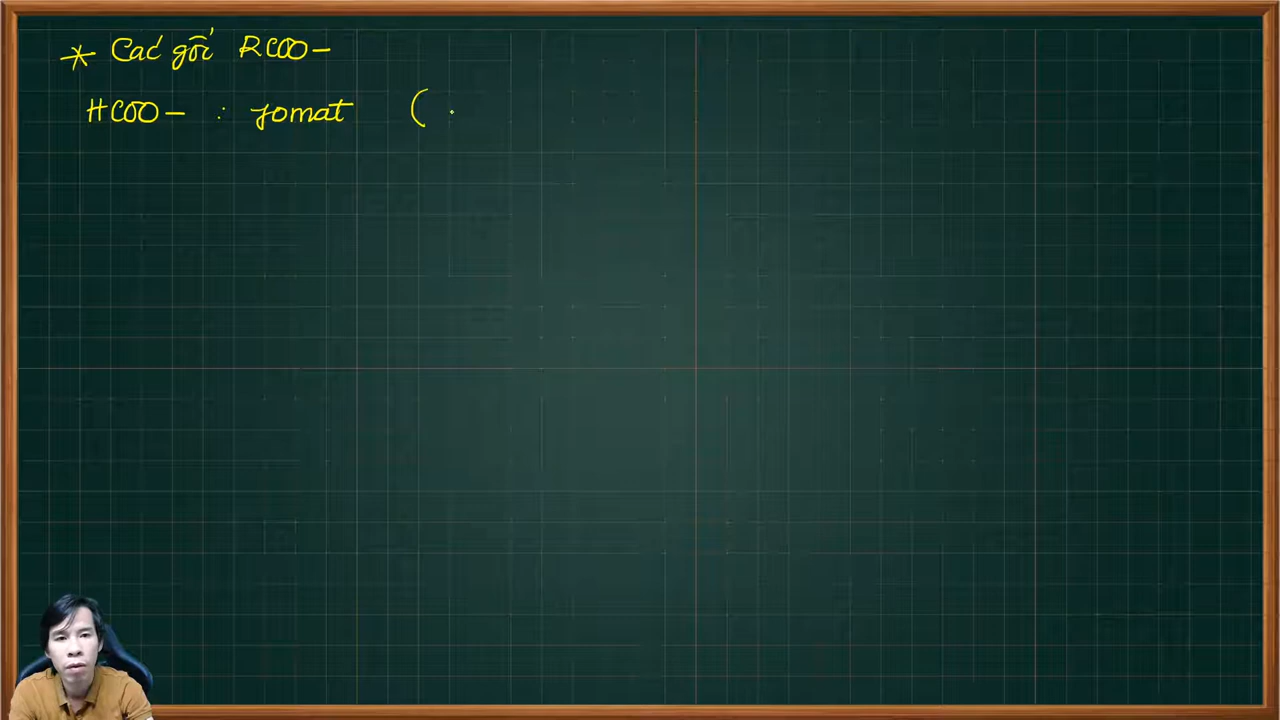 * Các gốc RCOO–
HCOO– : fomat (